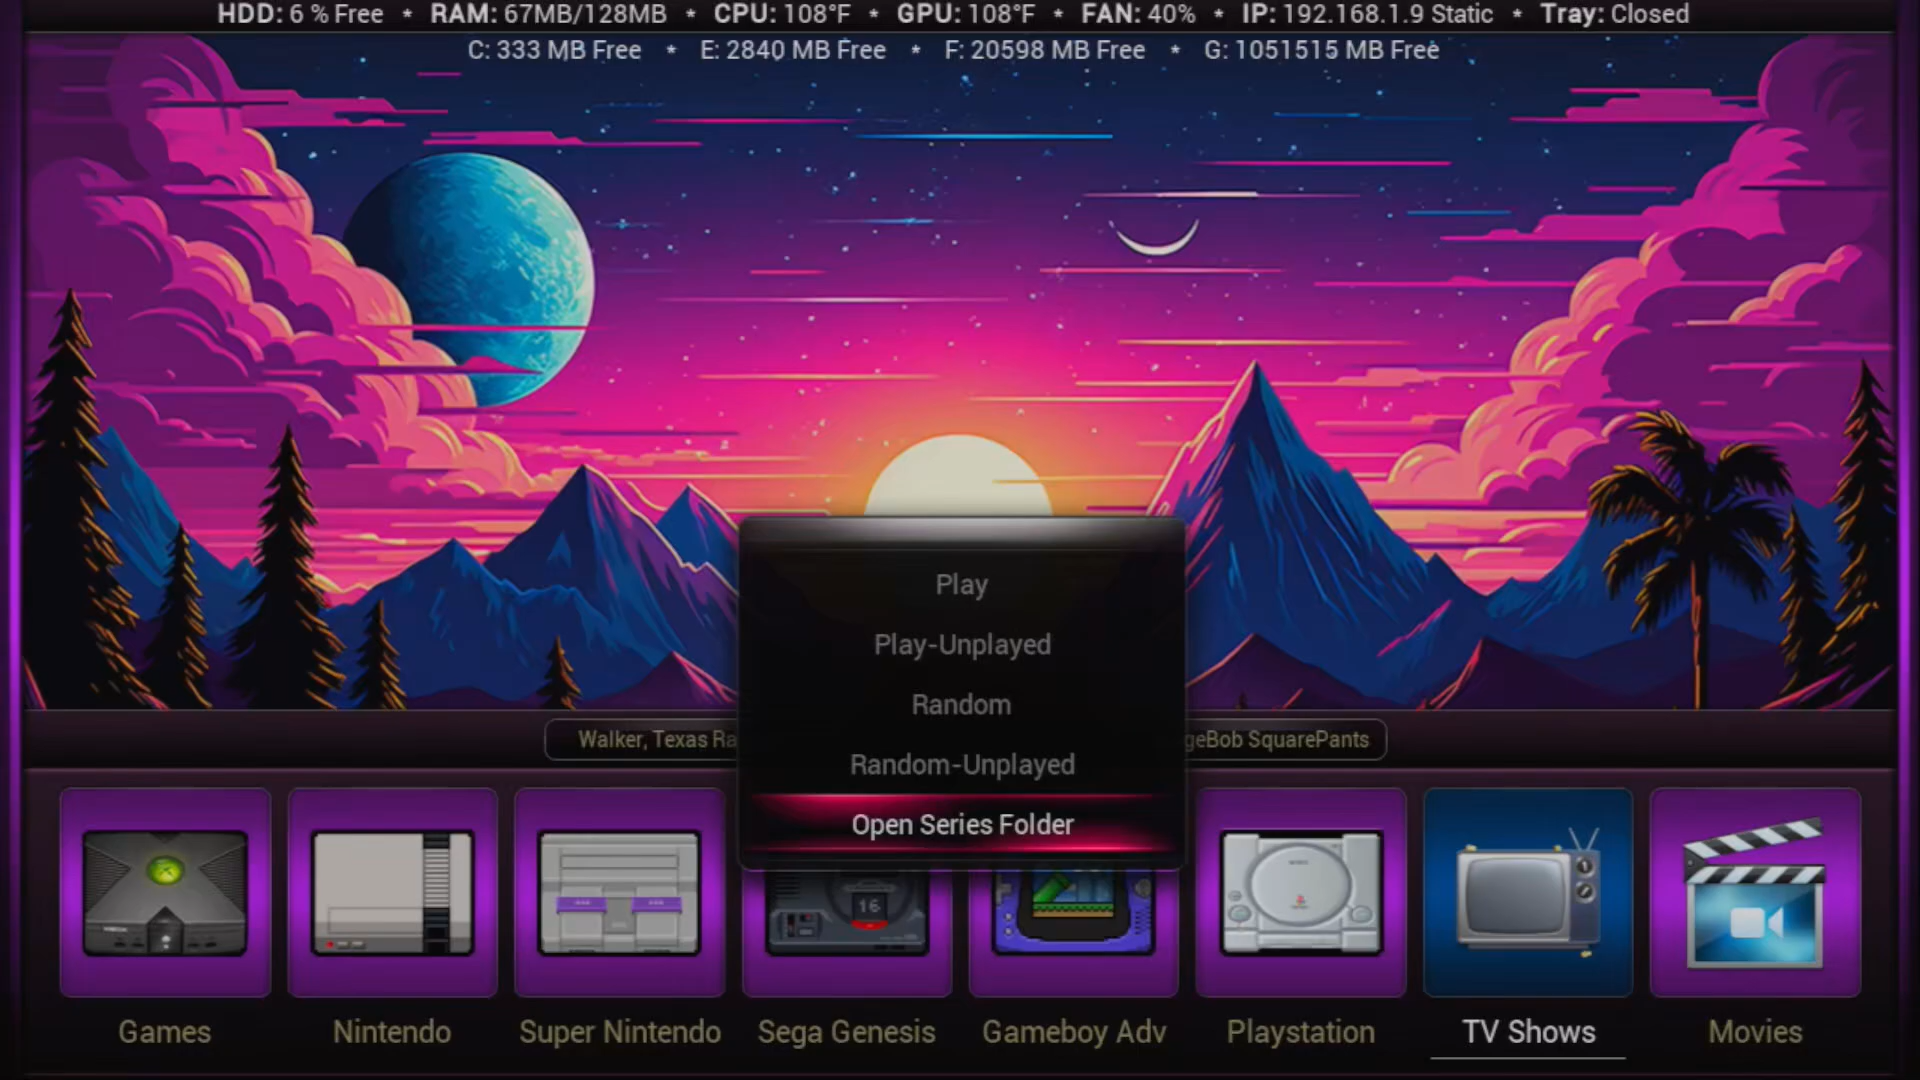 HDD: 6 % Free * RAM: 67MB/128MB * CPU: 108°F * GPU: 108°F * FAN: 40% * IP: 192.168.1.9 Static * Tray: Closed
C: 333 MB Free * E: 2840 MB Free * F: 20598 MB Free * G: 1051515 MB Free
Play
Play-Unplayed
Random
Random-Unplayed
Open Series Folder
Walker, Texas Ra
geBob SquarePants
16
Games
Nintendo
Super Nintendo
Sega Genesis
Gameboy Adv
Playstation
TV Shows
Movies